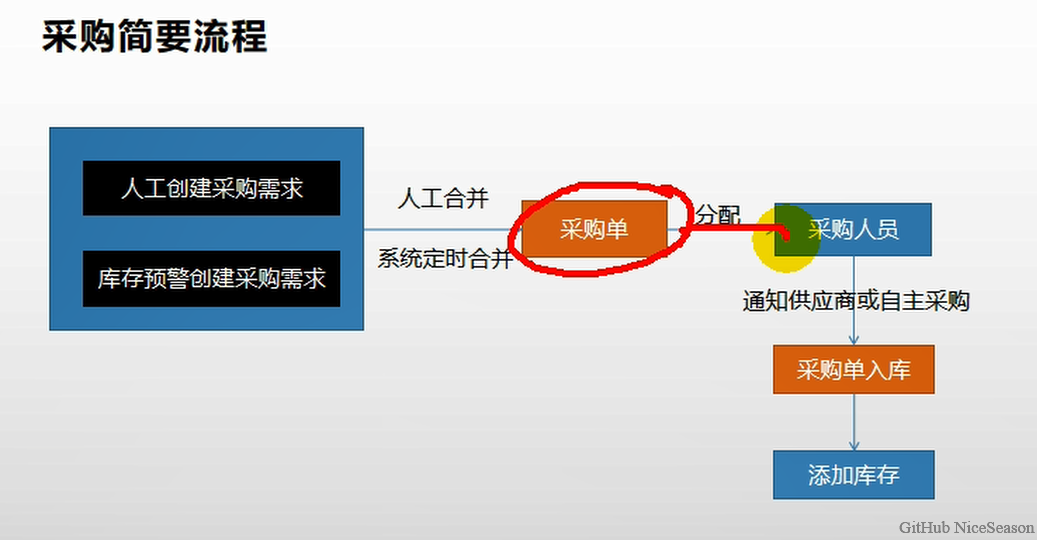 采购简要流程
人工创建采购需求
库存预警创建采购需求
人工合并
系统定时合并
采购单
分配
采购人员
通知供应商或自主采购
采购单入库
添加库存
GitHub NiceSeason